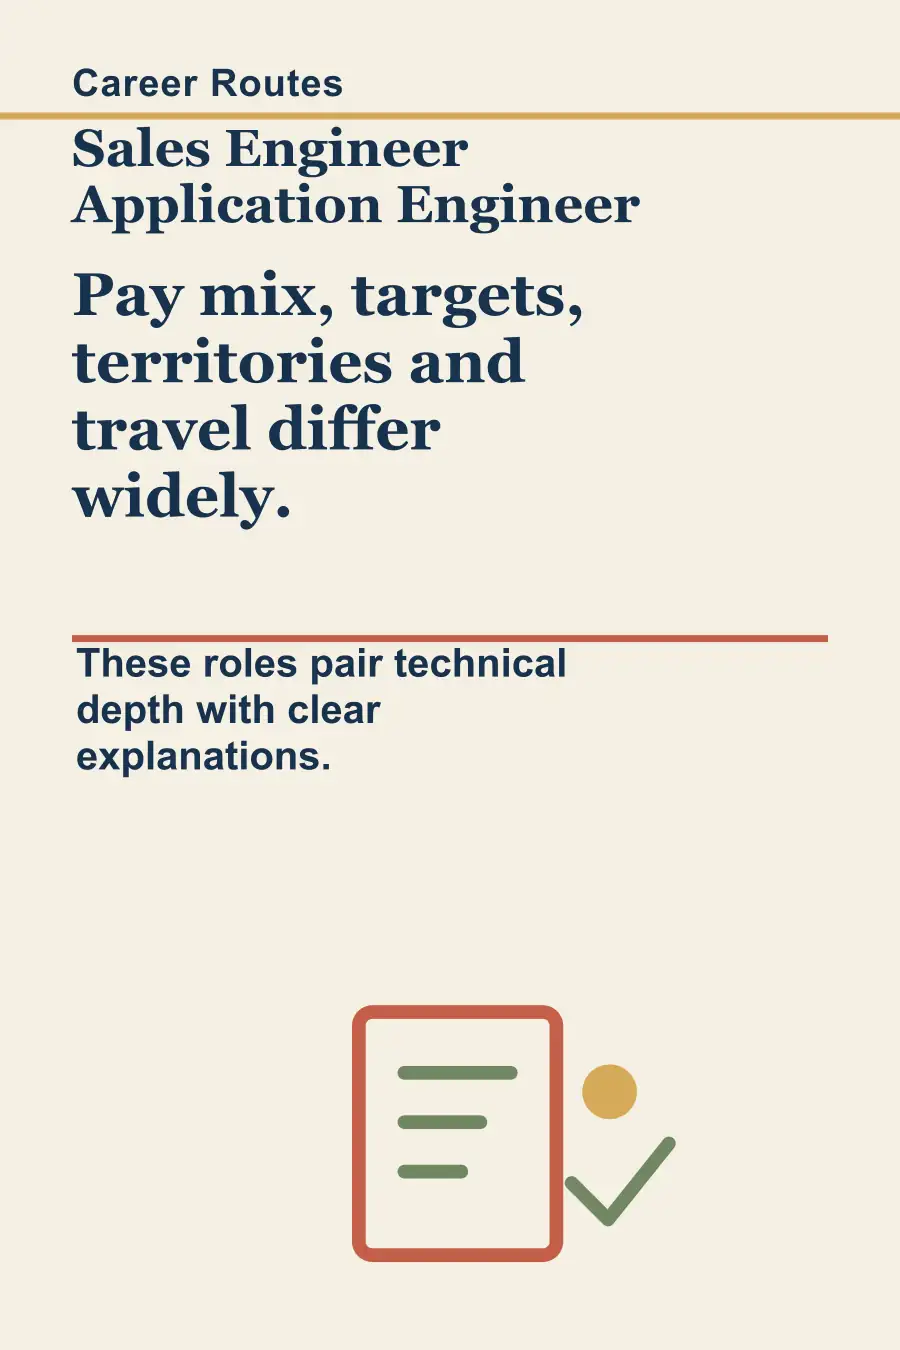 Career Routes
Sales Engineer
Application Engineer
Pay mix, targets,
territories and
travel differ
widely.
These roles pair technical
depth with clear
explanations.